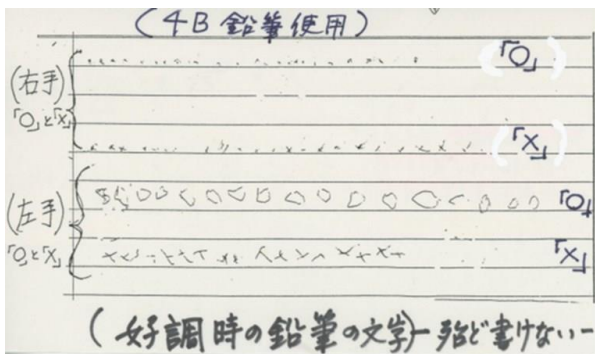 (4B鉛筆使用)
(右手)
「O」と「X」
「O」
「X」
(左手)
「O」と「X」
「O」
「X」
(好調時の鉛筆の文字ー殆ど書けないー